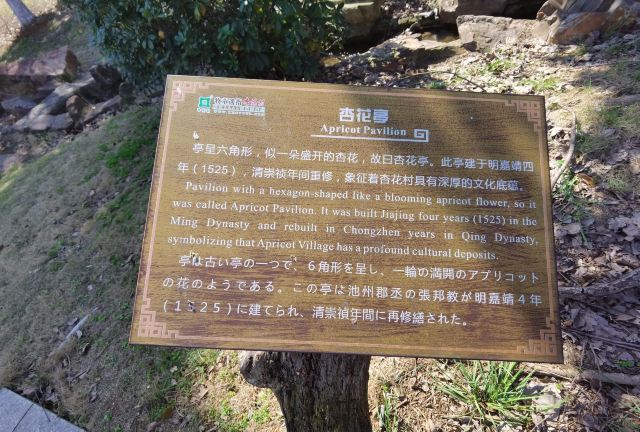 杏花亭
Apricot Pavilion
亭呈六角形，似一朵盛开的杏花，故曰杏花亭。此亭建于明嘉靖四
年（1525），清崇祯年间重修，象征着杏花村具有深厚的文化底蕴。
Pavilion with a hexagon-shaped like a blooming apricot flower, so it
was called Apricot Pavilion. It was built Jiajing four years (1525) in the
Ming Dynasty and rebuilt in Chongzhen years in Qing Dynasty,
symbolizing that Apricot Village has a profound cultural deposits.
亭は古い亭の一つで、６角形を呈し、一輪の満開のアプリコット
の花のようである。この亭は池州郡丞の張邦教が明嘉靖４年
（１５２５）に建てられ、清崇禎年間に再修繕された。